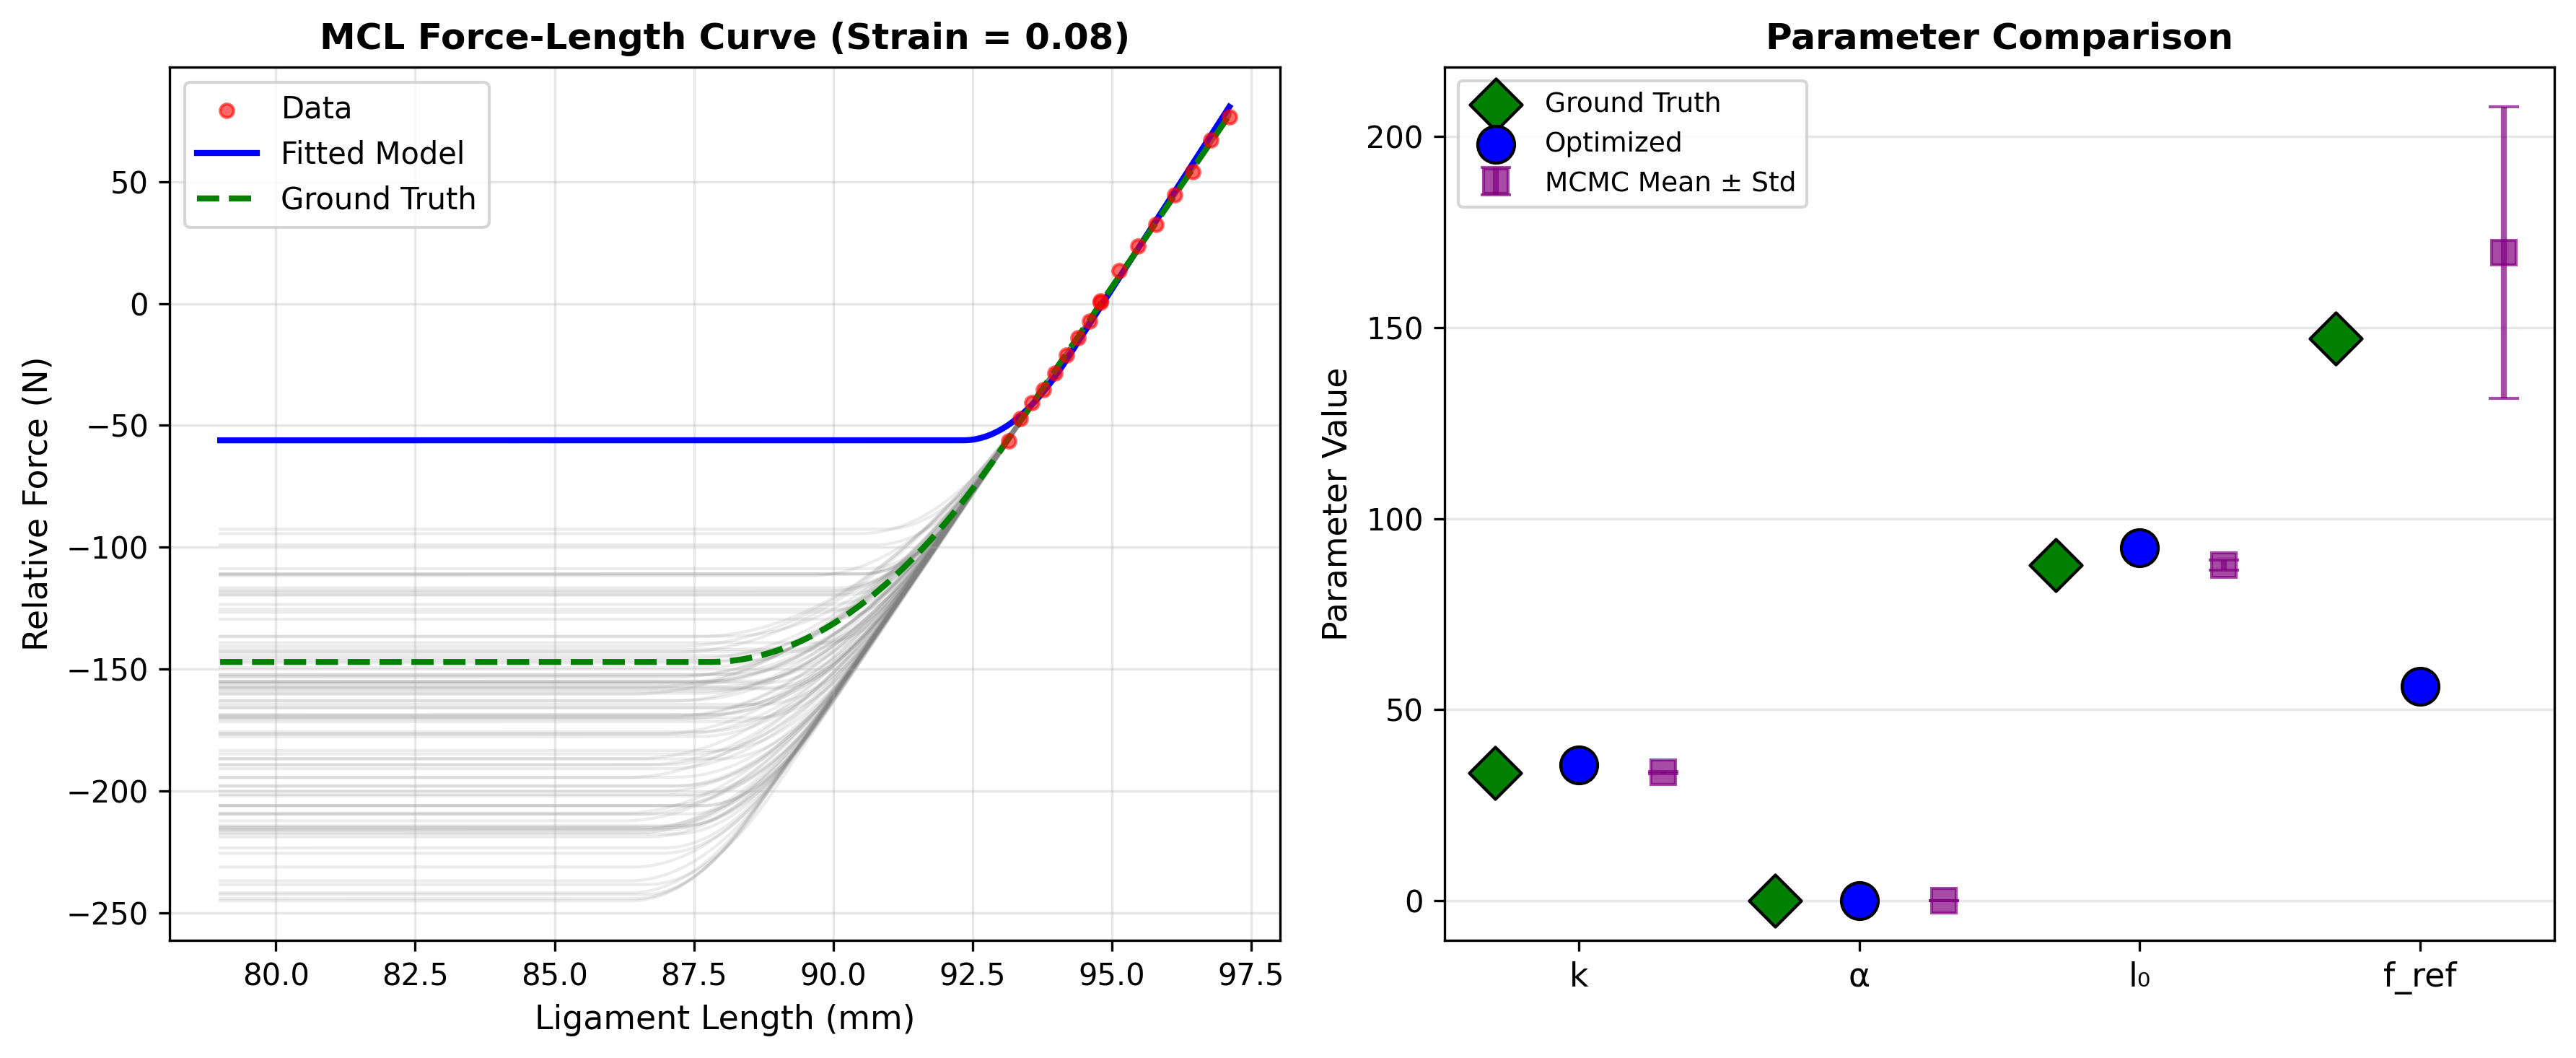 MCL Force-Length Curve (Strain = 0.08)
Data
Fitted Model
Ground Truth
50
0
−50
−100
−150
−200
−250
Relative Force (N)
80.0 82.5 85.0 87.5 90.0 92.5 95.0 97.5
Ligament Length (mm)
Parameter Comparison
Ground Truth
Optimized
MCMC Mean ± Std
200
150
100
50
0
Parameter Value
k α l₀ f_ref